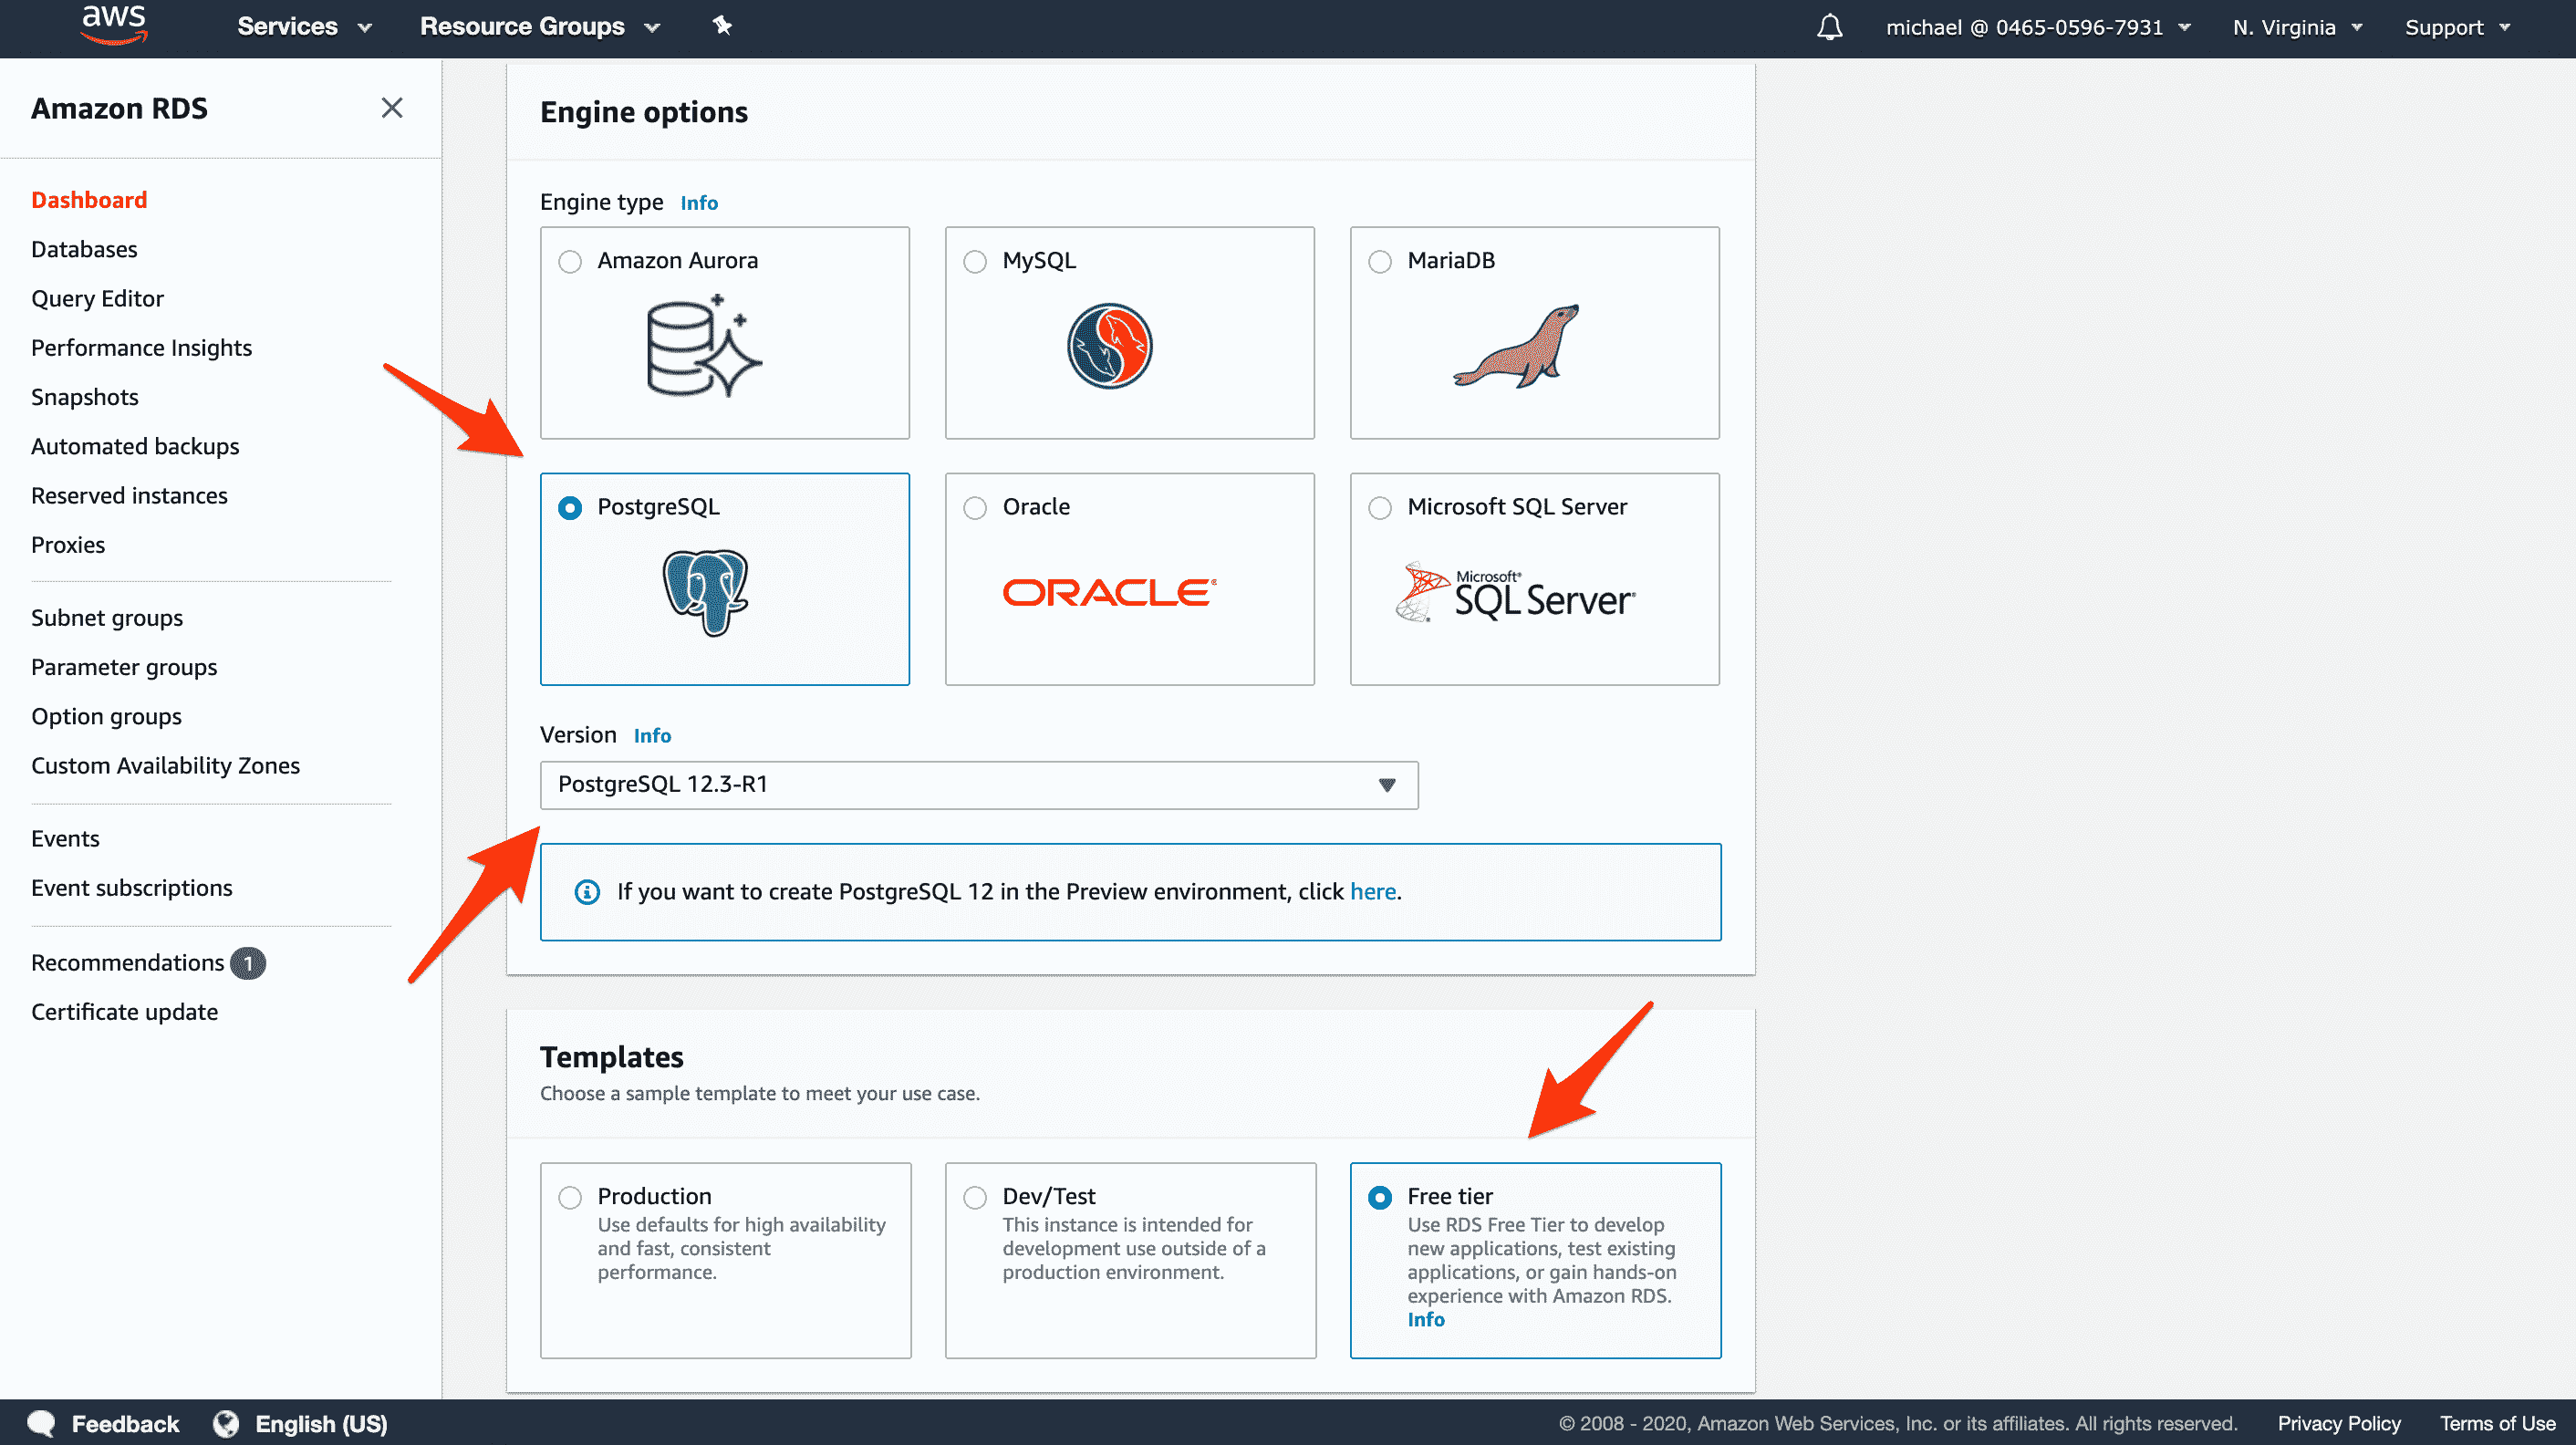 aws
Services
Resource Groups
michael @ 0465-0596-7931
N. Virginia
Support
Amazon RDS
Dashboard
Databases
Query Editor
Performance Insights
Snapshots
Automated backups
Reserved instances
Proxies
Subnet groups
Parameter groups
Option groups
Custom Availability Zones
Events
Event subscriptions
Recommendations 1
Certificate update
Engine options
Engine type Info
Amazon Aurora
MySQL
MariaDB
PostgreSQL
Oracle
ORACLE®
Microsoft SQL Server
Microsoft®
SQL Server®
Version Info
PostgreSQL 12.3-R1
If you want to create PostgreSQL 12 in the Preview environment, click here.
Templates
Choose a sample template to meet your use case.
Production
Use defaults for high availability
and fast, consistent
performance.
Dev/Test
This instance is intended for
development use outside of a
production environment.
Free tier
Use RDS Free Tier to develop
new applications, test existing
applications, or gain hands-on
experience with Amazon RDS.
Info
Feedback
English (US)
© 2008 - 2020, Amazon Web Services, Inc. or its affiliates. All rights reserved.
Privacy Policy
Terms of Use